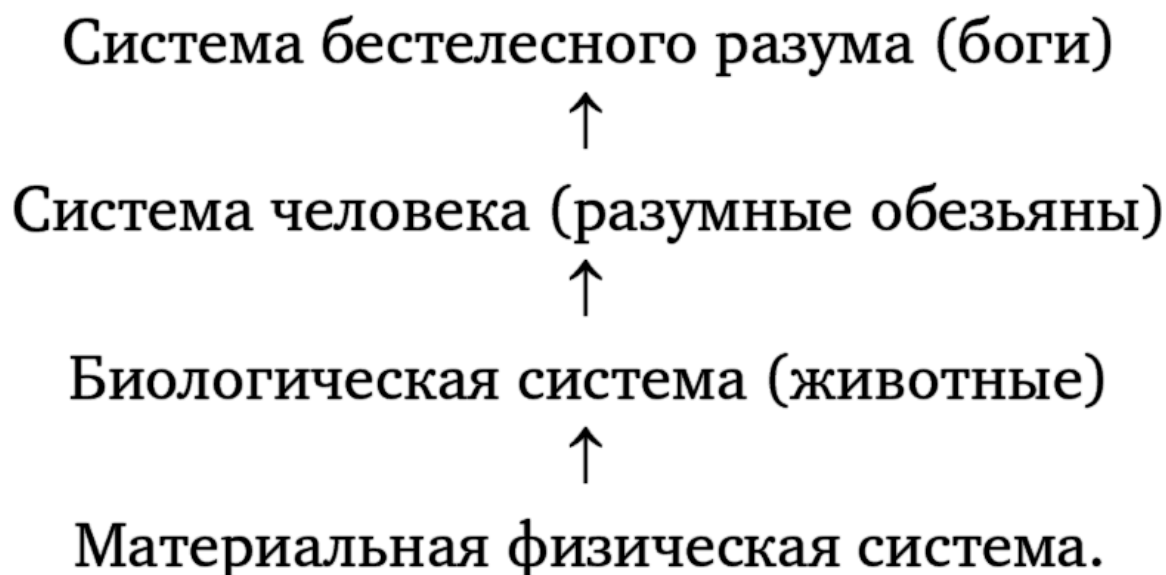 Система бестелесного разума (боги)
↑
Система человека (разумные обезьяны)
↑
Биологическая система (животные)
↑
Материальная физическая система.